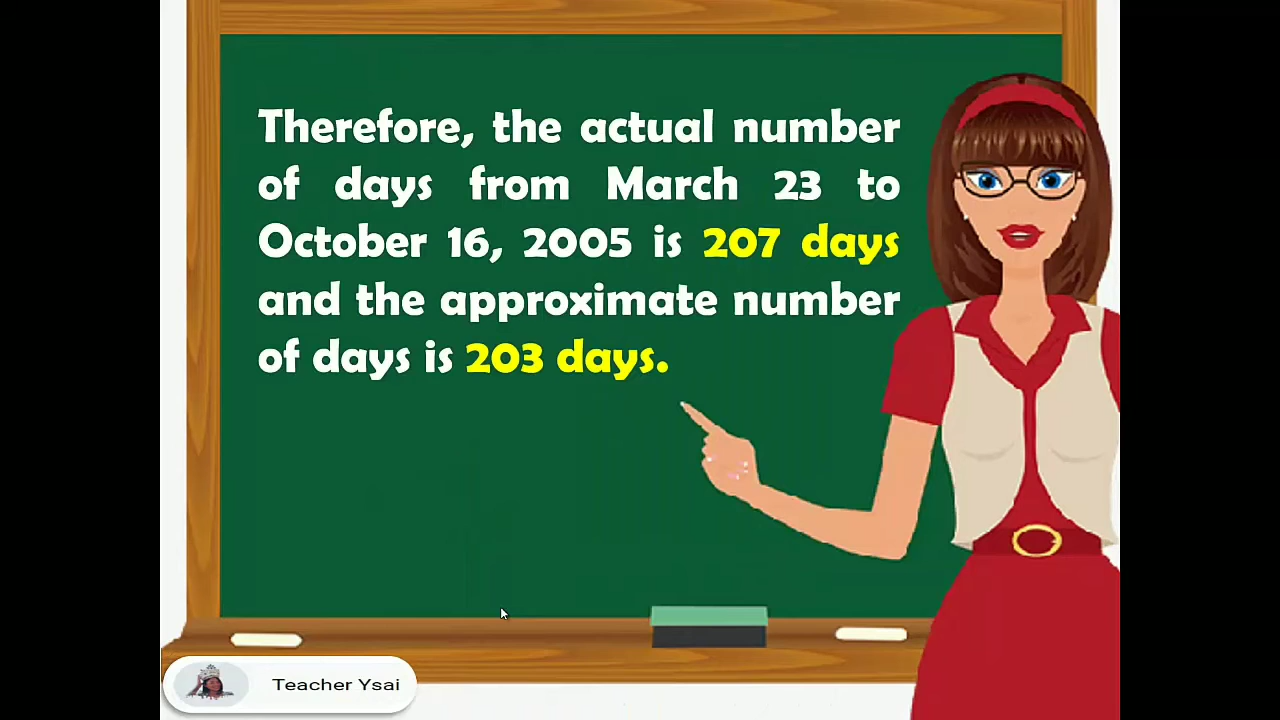 Therefore, the actual number
of days from March 23 to
October 16, 2005 is 207 days
and the approximate number
of days is 203 days.
Teacher Ysai